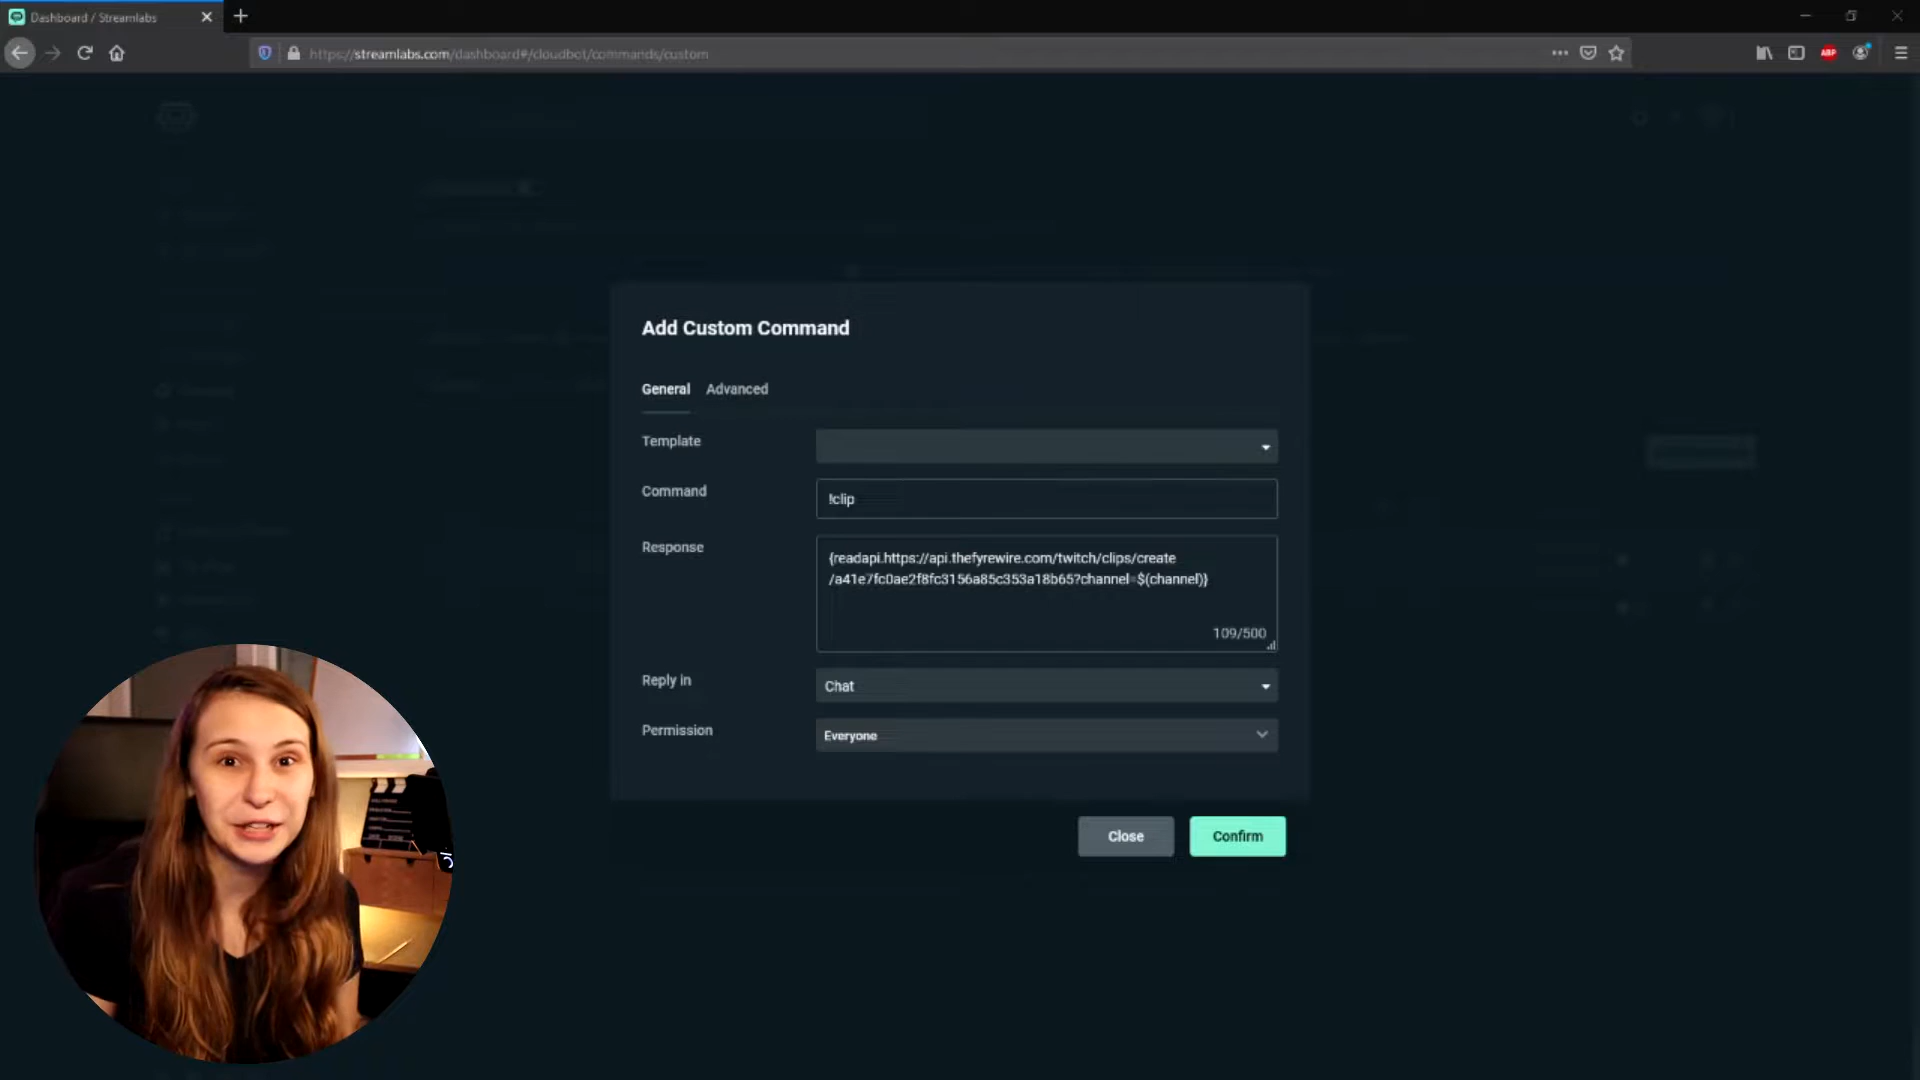 Dashboard / Streamlabs
https://streamlabs.com/dashboard#/cloudbot/commands/custom
ABP
Add Custom Command
General Advanced
Template
Command
!clip
Response
{readapi.https://api.thefyrewire.com/twitch/clips/create
/a41e7fc0ae2f8fc3156a85c353a18b65?channel=$(channel)}
109/500
Reply in
Chat
Permission
Everyone
Close Confirm